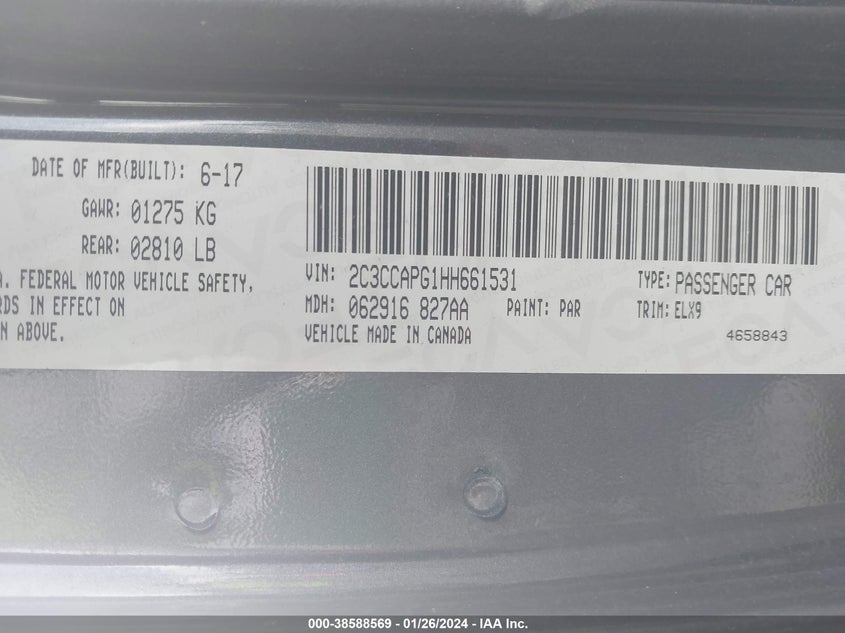 DATE OF MFR(BUILT): 6-17
GAWR: 01275 KG
REAR: 02810 LB
A. FEDERAL MOTOR VEHICLE SAFETY,
RDS IN EFFECT ON
N ABOVE.
VIN: 2C3CCAPG1HH661531 TYPE: PASSENGER CAR
MDH: 062916 827AA PAINT: PAR TRIM: ELX9
VEHICLE MADE IN CANADA 4658843
000-38588569 - 01/26/2024 - IAA Inc.